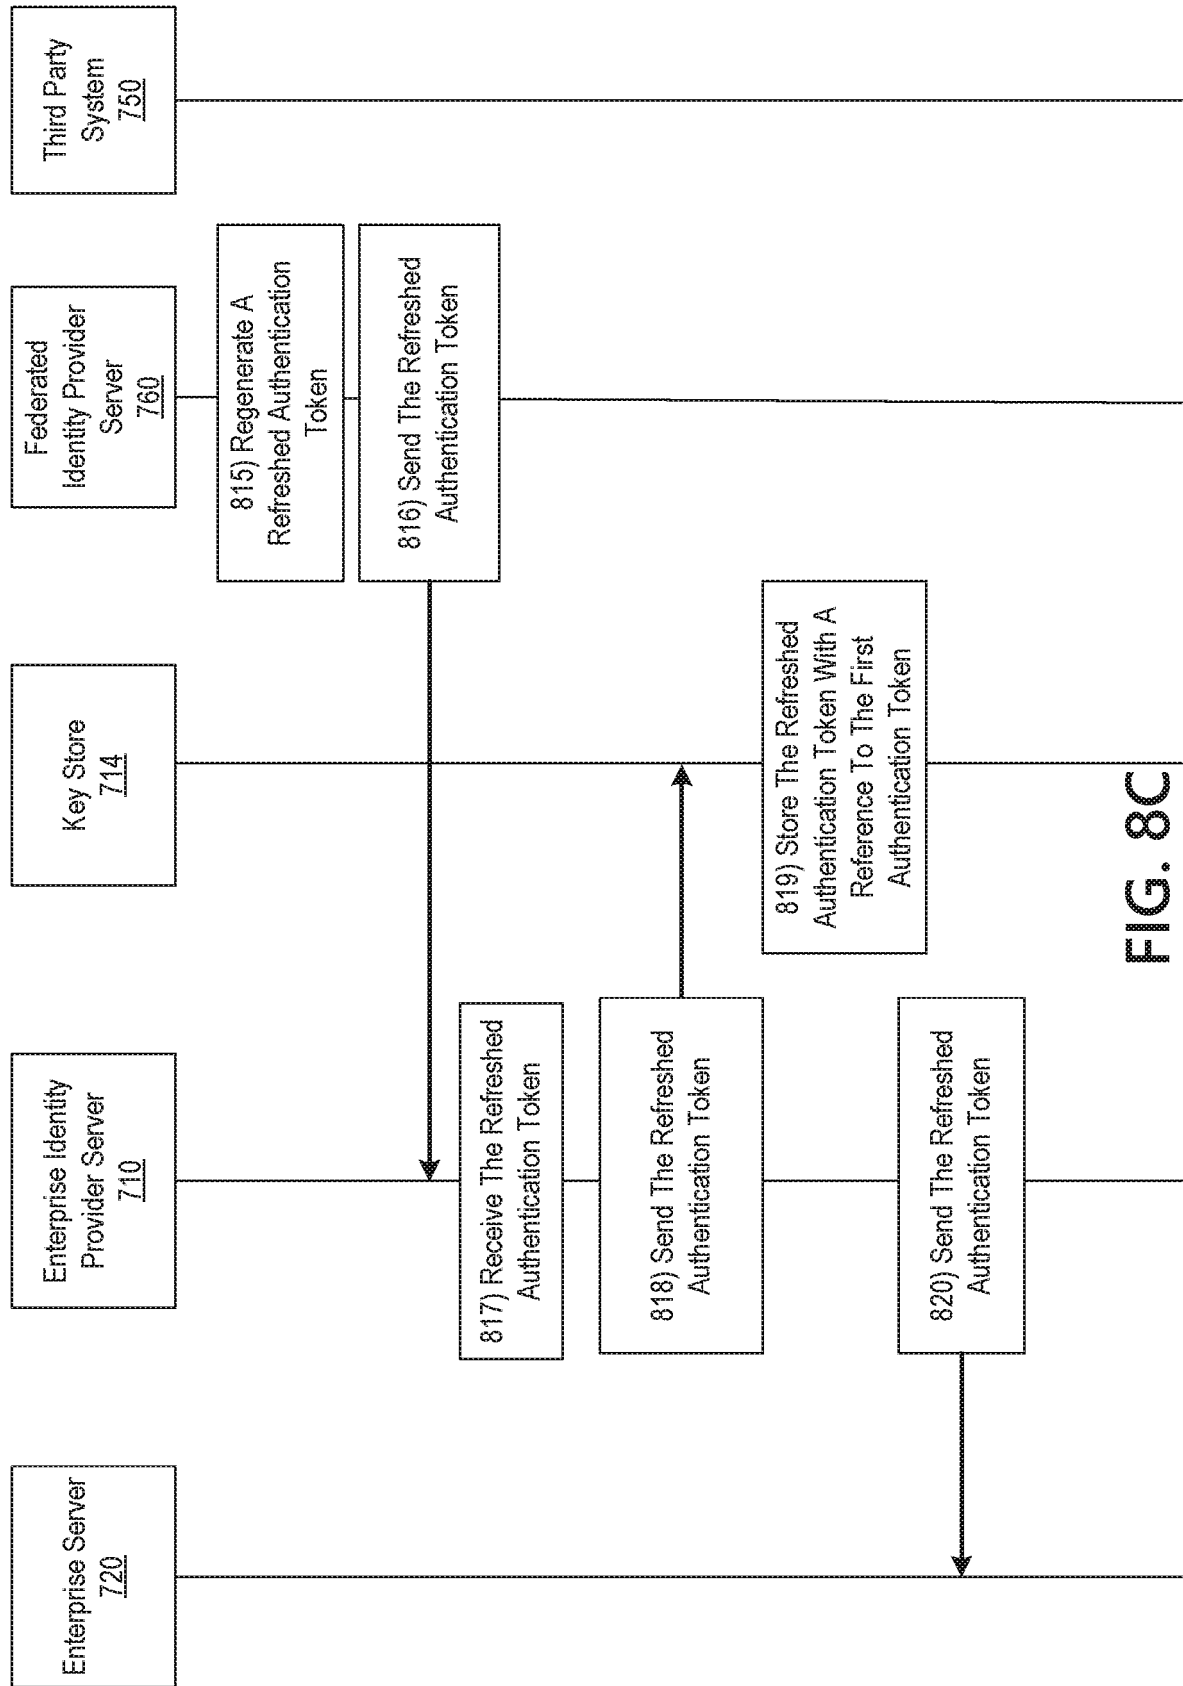 Enterprise Server
720
Enterprise Identity
Provider Server
710
Key Store
714
Federated
Identity Provider
Server
760
Third Party
System
750
815) Regenerate A
Refreshed Authentication
Token
816) Send The Refreshed
Authentication Token
817) Receive The Refreshed
Authentication Token
818) Send The Refreshed
Authentication Token
819) Store The Refreshed
Authentication Token With A
Reference To The First
Authentication Token
820) Send The Refreshed
Authentication Token
FIG. 8C